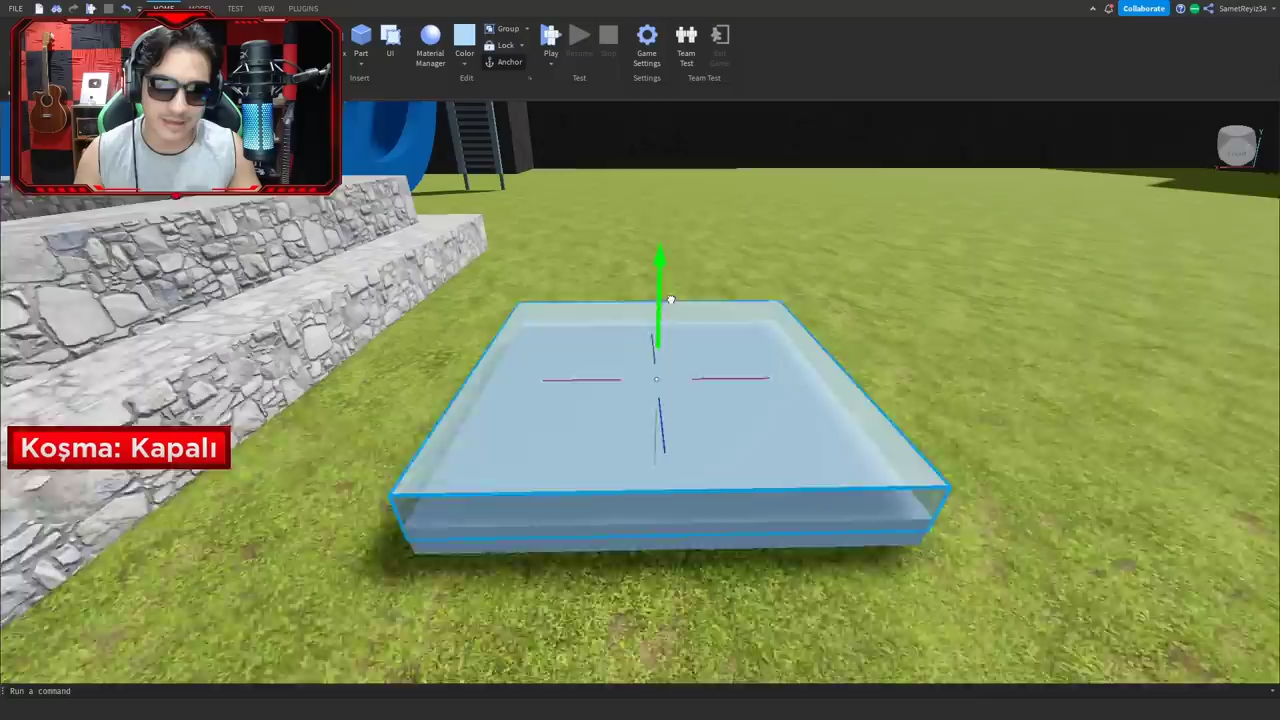 FILE
HOME
MODEL
TEST
VIEW
PLUGINS
Collaborate
SametReyiz34
Part
UI
Material
Manager
Color
Group
Lock
Anchor
Play
Resume
Stop
Game
Settings
Team
Test
Exit
Game
Insert
Edit
Test
Settings
Team Test
Koşma: Kapalı
Run a command